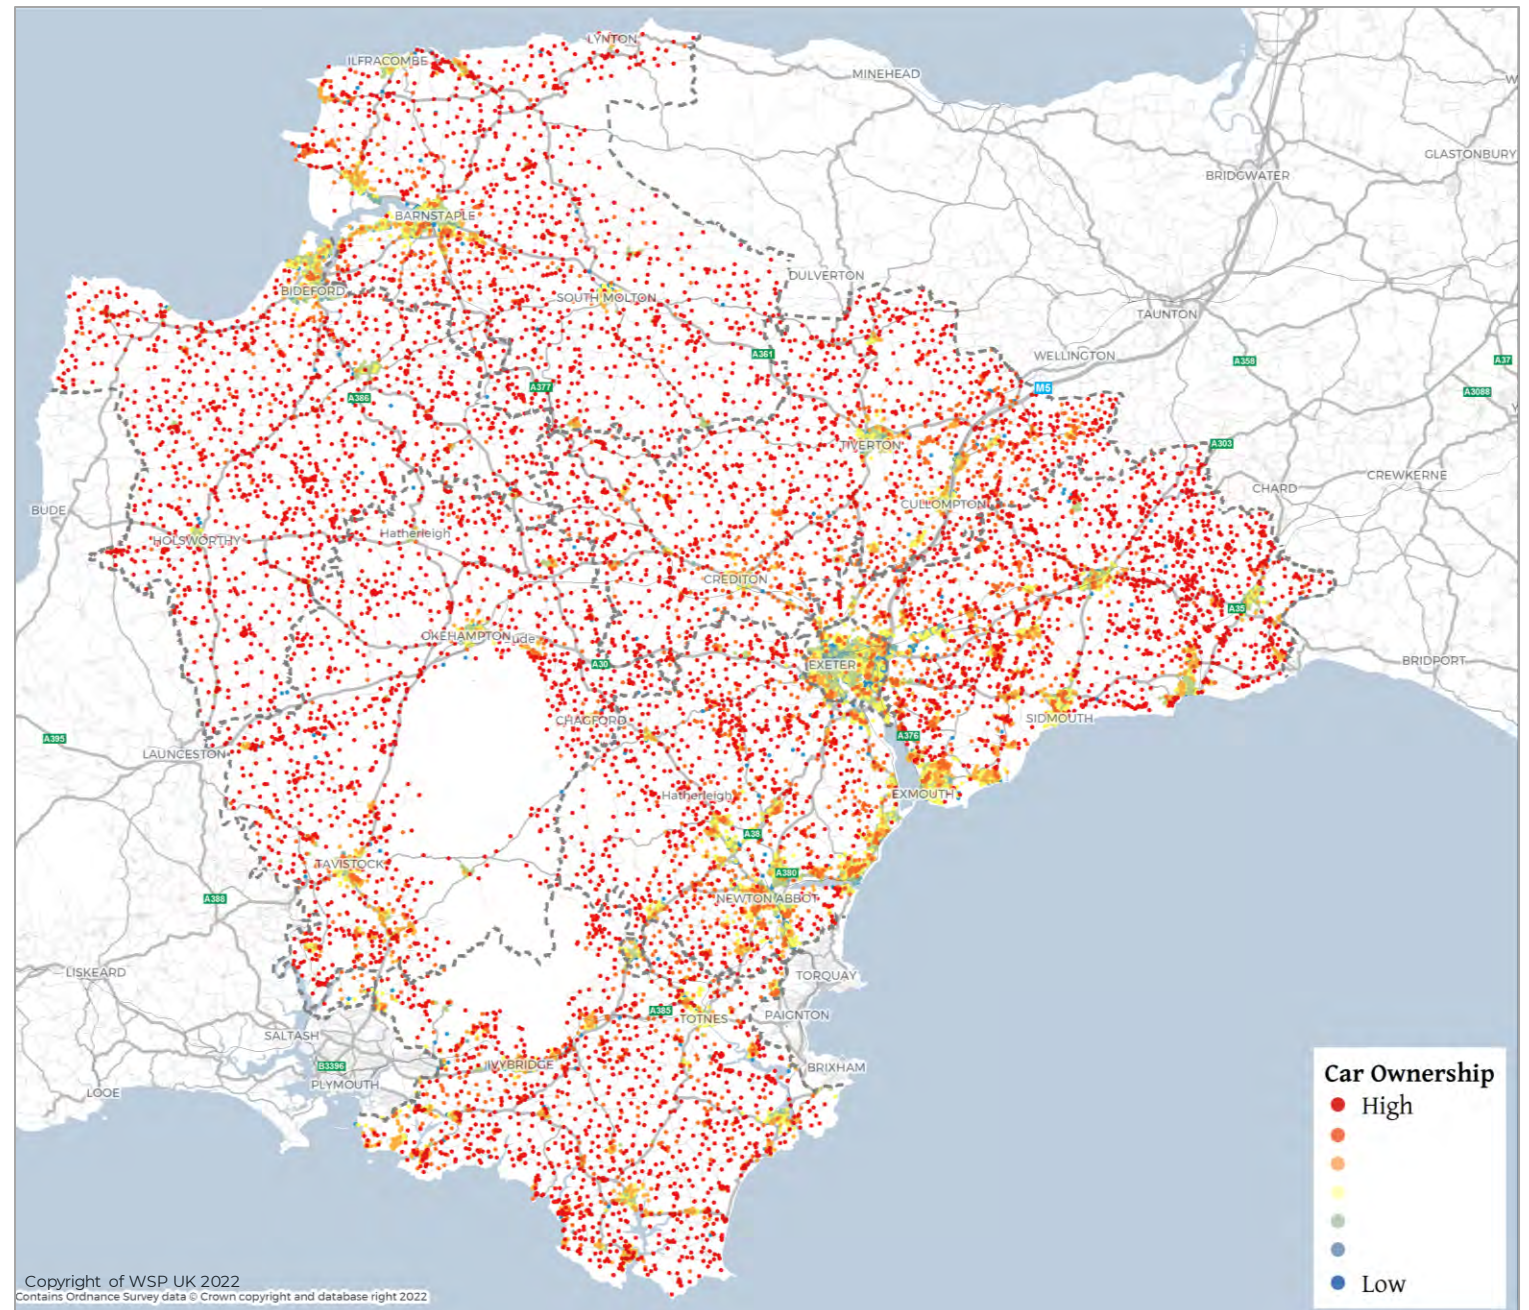 LYNTON
ILFRACOMBE
MINEHEAD
GLASTONBURY
BRIDGWATER
BARNSTAPLE
DULVERTON
BIDEFORD
SOUTH MOLTON
TAUNTON
A361
WELLINGTON
A358
A37
M5
A377
A386
A3088
TIVERTON
A303
CREWKERNE
CHARD
CULLOMPTON
BUDE
Hatherleigh
HOLSWORTHY
CREDITON
A35
OKEHAMPTON
ude
A30
EXETER
BRIDPORT
CHAGFORD
SIDMOUTH
A395
A376
LAUNCESTON
Hatherleigh
EXMOUTH
A38
TAVISTOCK
A380
A388
NEWTON ABBOT
LISKEARD
TORQUAY
A385
TOTNES
PAIGNTON
SALTASH
B3396
IVYBRIDGE
BRIXHAM
PLYMOUTH
LOOE
Car Ownership
High
Low
Copyright of WSP UK 2022
Contains Ordnance Survey data © Crown copyright and database right 2022